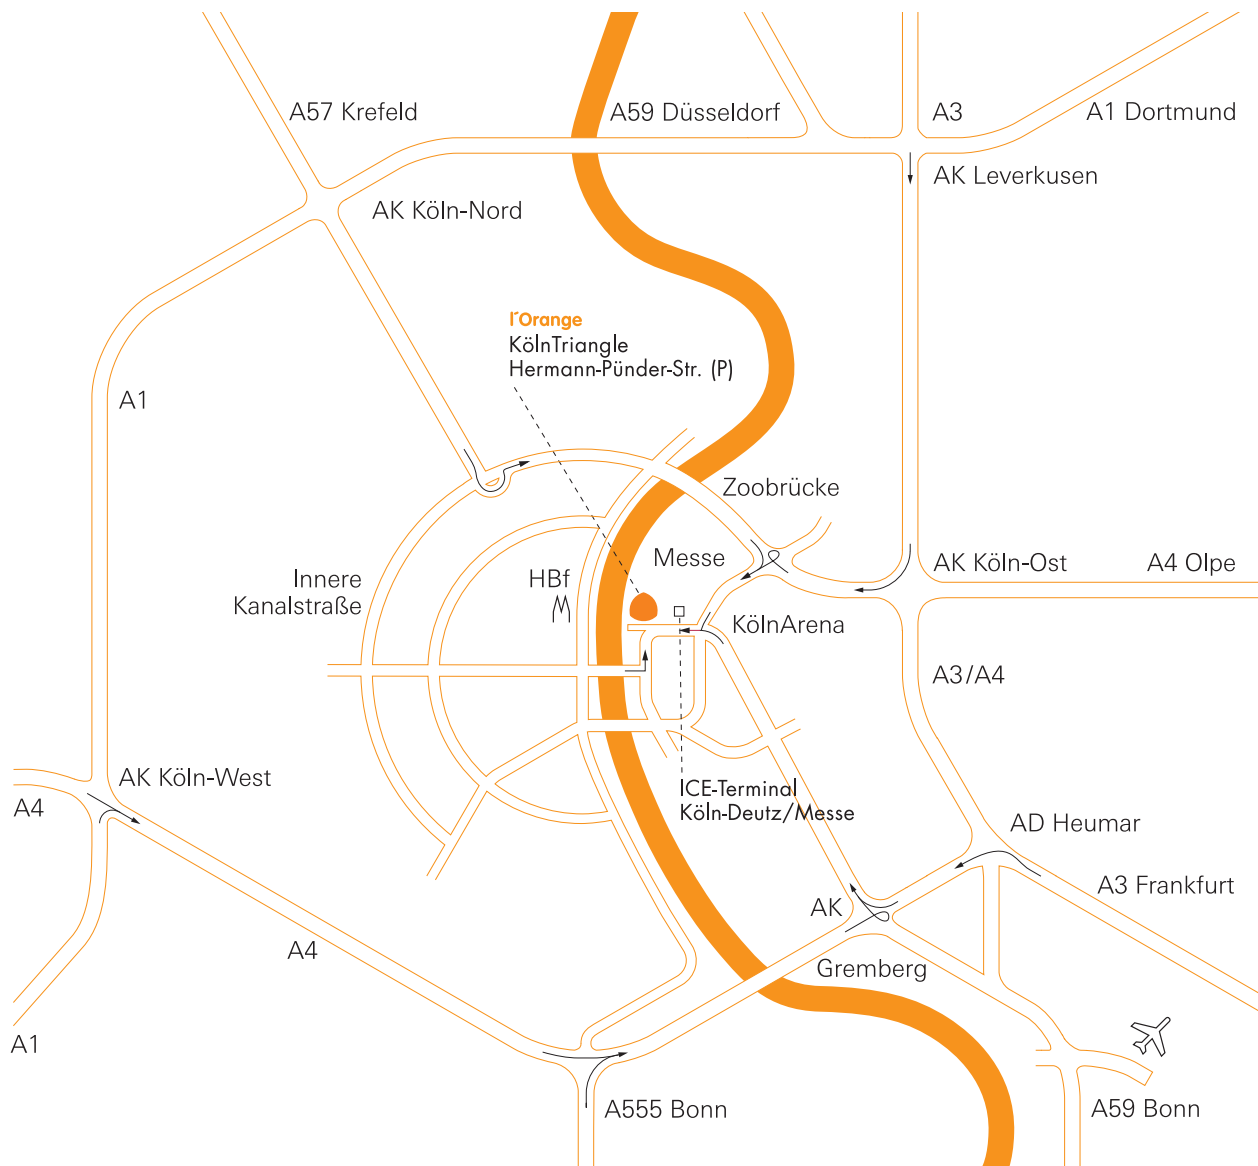 A57 Krefeld
A59 Düsseldorf
A3
A1 Dortmund
AK Leverkusen
AK Köln-Nord
l´Orange
KölnTriangle
Hermann-Pünder-Str. (P)
A1
Zoobrücke
Messe
AK Köln-Ost
A4 Olpe
Innere
Kanalstraße
HBf
KölnArena
A3/A4
AK Köln-West
A4
ICE-Terminal
Köln-Deutz/Messe
AD Heumar
A3 Frankfurt
AK
Gremberg
A4
A1
A555 Bonn
A59 Bonn